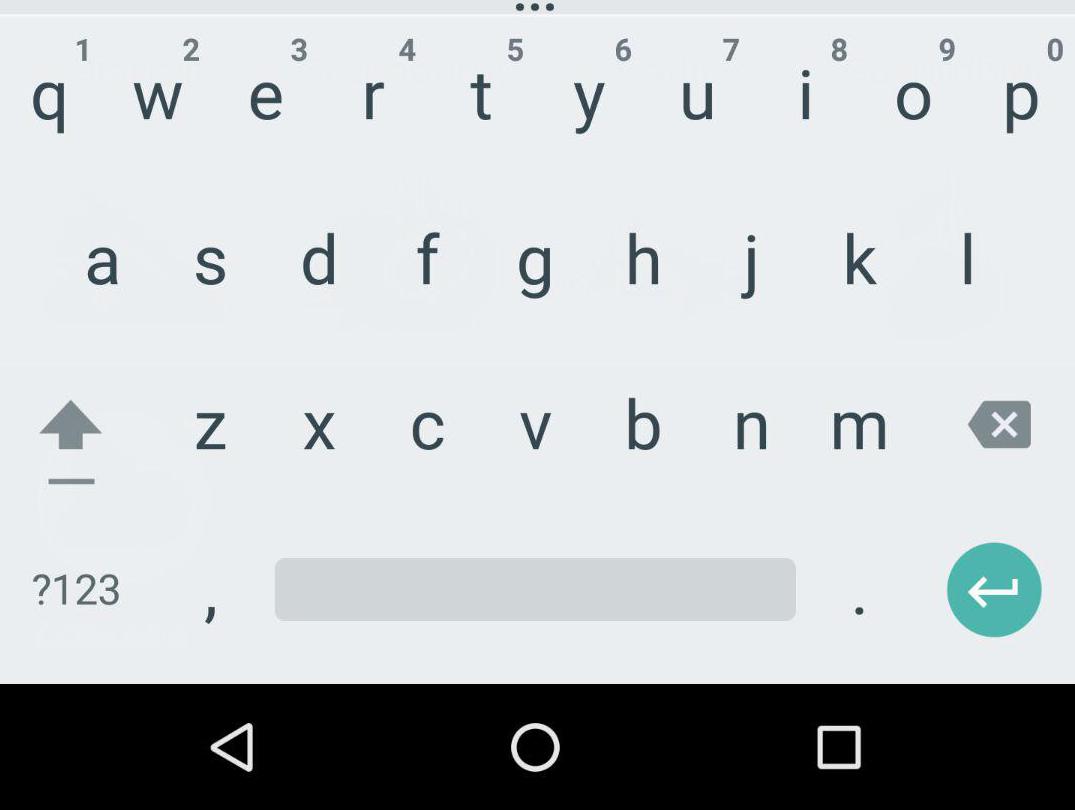 1 2 3 4 5 6 7 8 9 0
q w e r t y u i o p
a s d f g h j k l
z x c v b n m
?123 , .